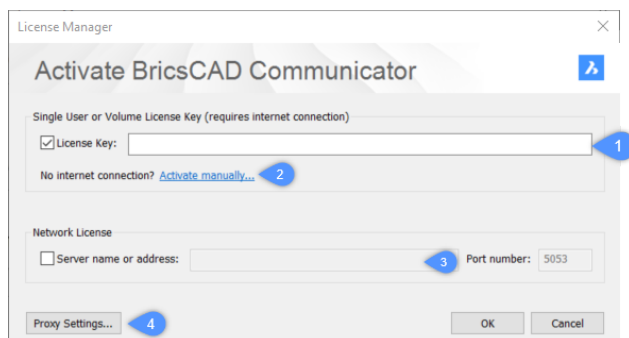 License Manager
Activate BricsCAD Communicator
Single User or Volume License Key (requires internet connection)
License Key:
1
No internet connection? Activate manually... 2
Network License
Server name or address: 3 Port number: 5053
Proxy Settings... 4 OK Cancel